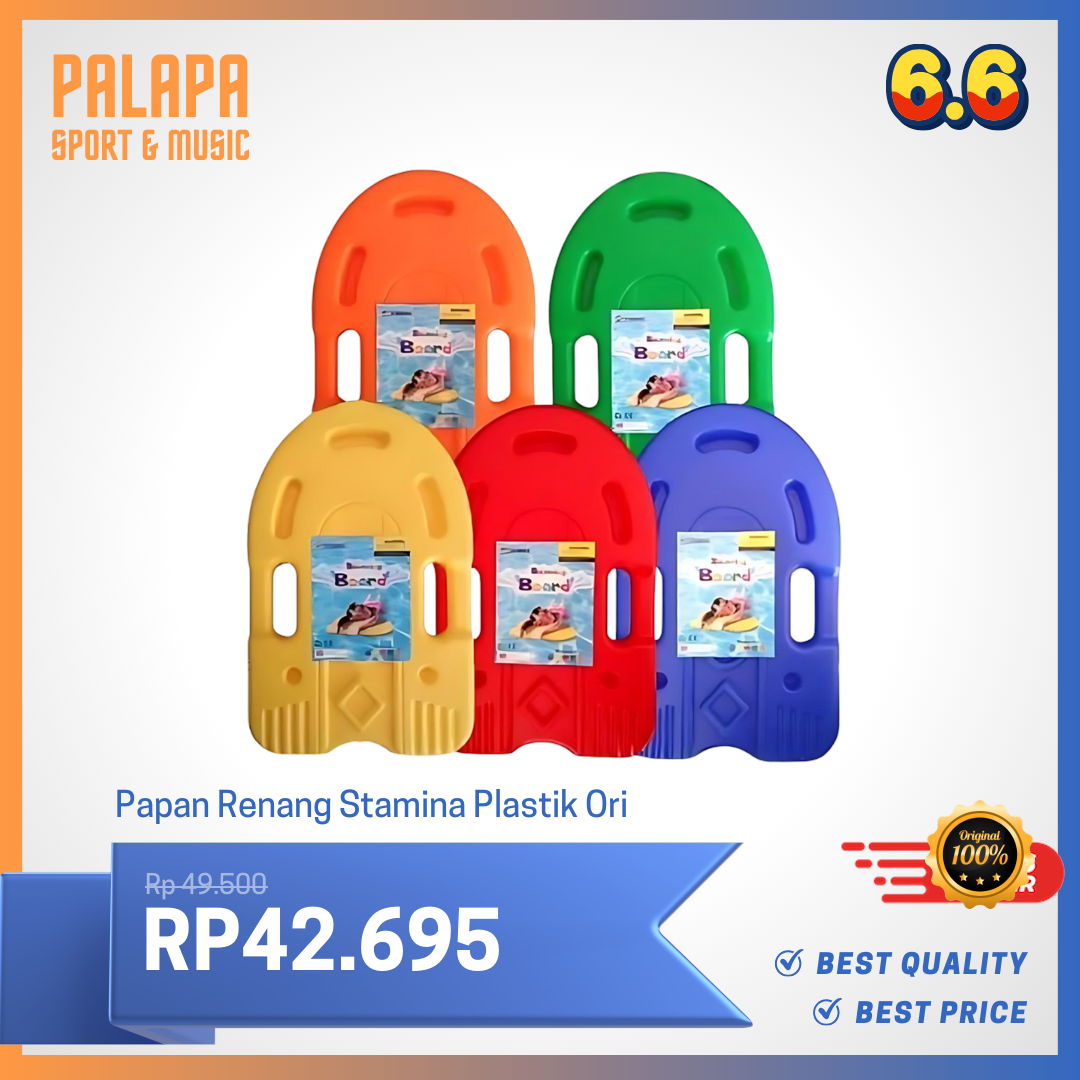 PALAPA
SPORT & MUSIC
6.6
Board
Board
Board
Board
Board
Papan Renang Stamina Plastik Ori
Rp 49.500
RP42.695
Original
100%
BEST QUALITY
BEST PRICE